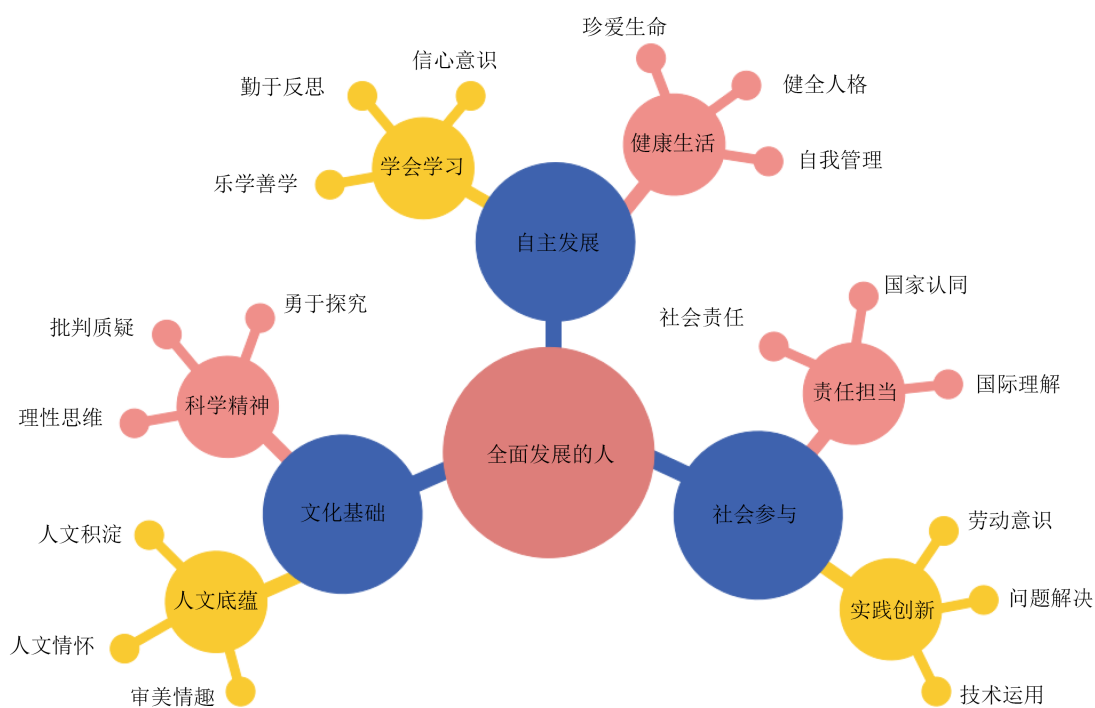 珍爱生命
信心意识
勤于反思
健全人格
健康生活
学会学习
自我管理
乐学善学
自主发展
国家认同
勇于探究
社会责任
批判质疑
国际理解
责任担当
科学精神
理性思维
全面发展的人
文化基础
社会参与
劳动意识
人文积淀
问题解决
人文底蕴
实践创新
人文情怀
技术运用
审美情趣